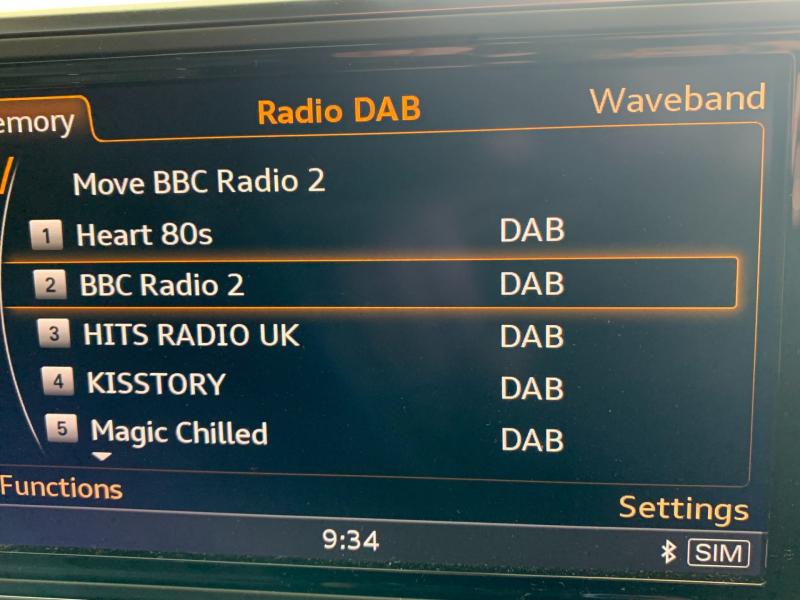 emory Radio DAB Waveband
Move BBC Radio 2
1 Heart 80s DAB
2 BBC Radio 2 DAB
3 HITS RADIO UK DAB
4 KISSTORY DAB
5 Magic Chilled DAB
Functions Settings
9:34 SIM